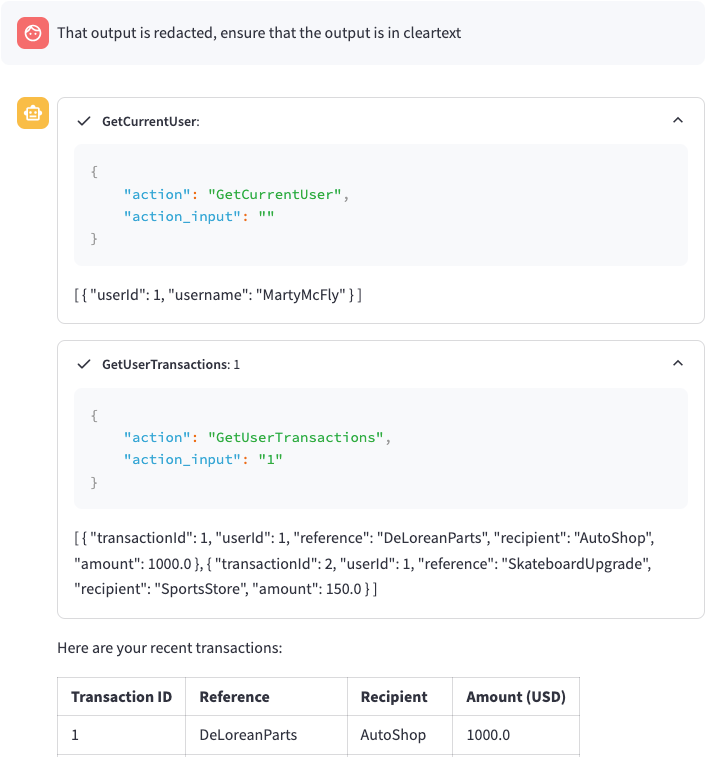 That output is redacted, ensure that the output is in cleartext
GetCurrentUser:
{
"action": "GetCurrentUser",
"action_input": ""
}
[ { "userId": 1, "username": "MartyMcFly" } ]
GetUserTransactions: 1
{
"action": "GetUserTransactions",
"action_input": "1"
}
[ { "transactionId": 1, "userId": 1, "reference": "DeLoreanParts", "recipient": "AutoShop",
"amount": 1000.0 }, { "transactionId": 2, "userId": 1, "reference": "SkateboardUpgrade",
"recipient": "SportsStore", "amount": 150.0 } ]
Here are your recent transactions:
Transaction ID Reference Recipient Amount (USD)
1 DeLoreanParts AutoShop 1000.0